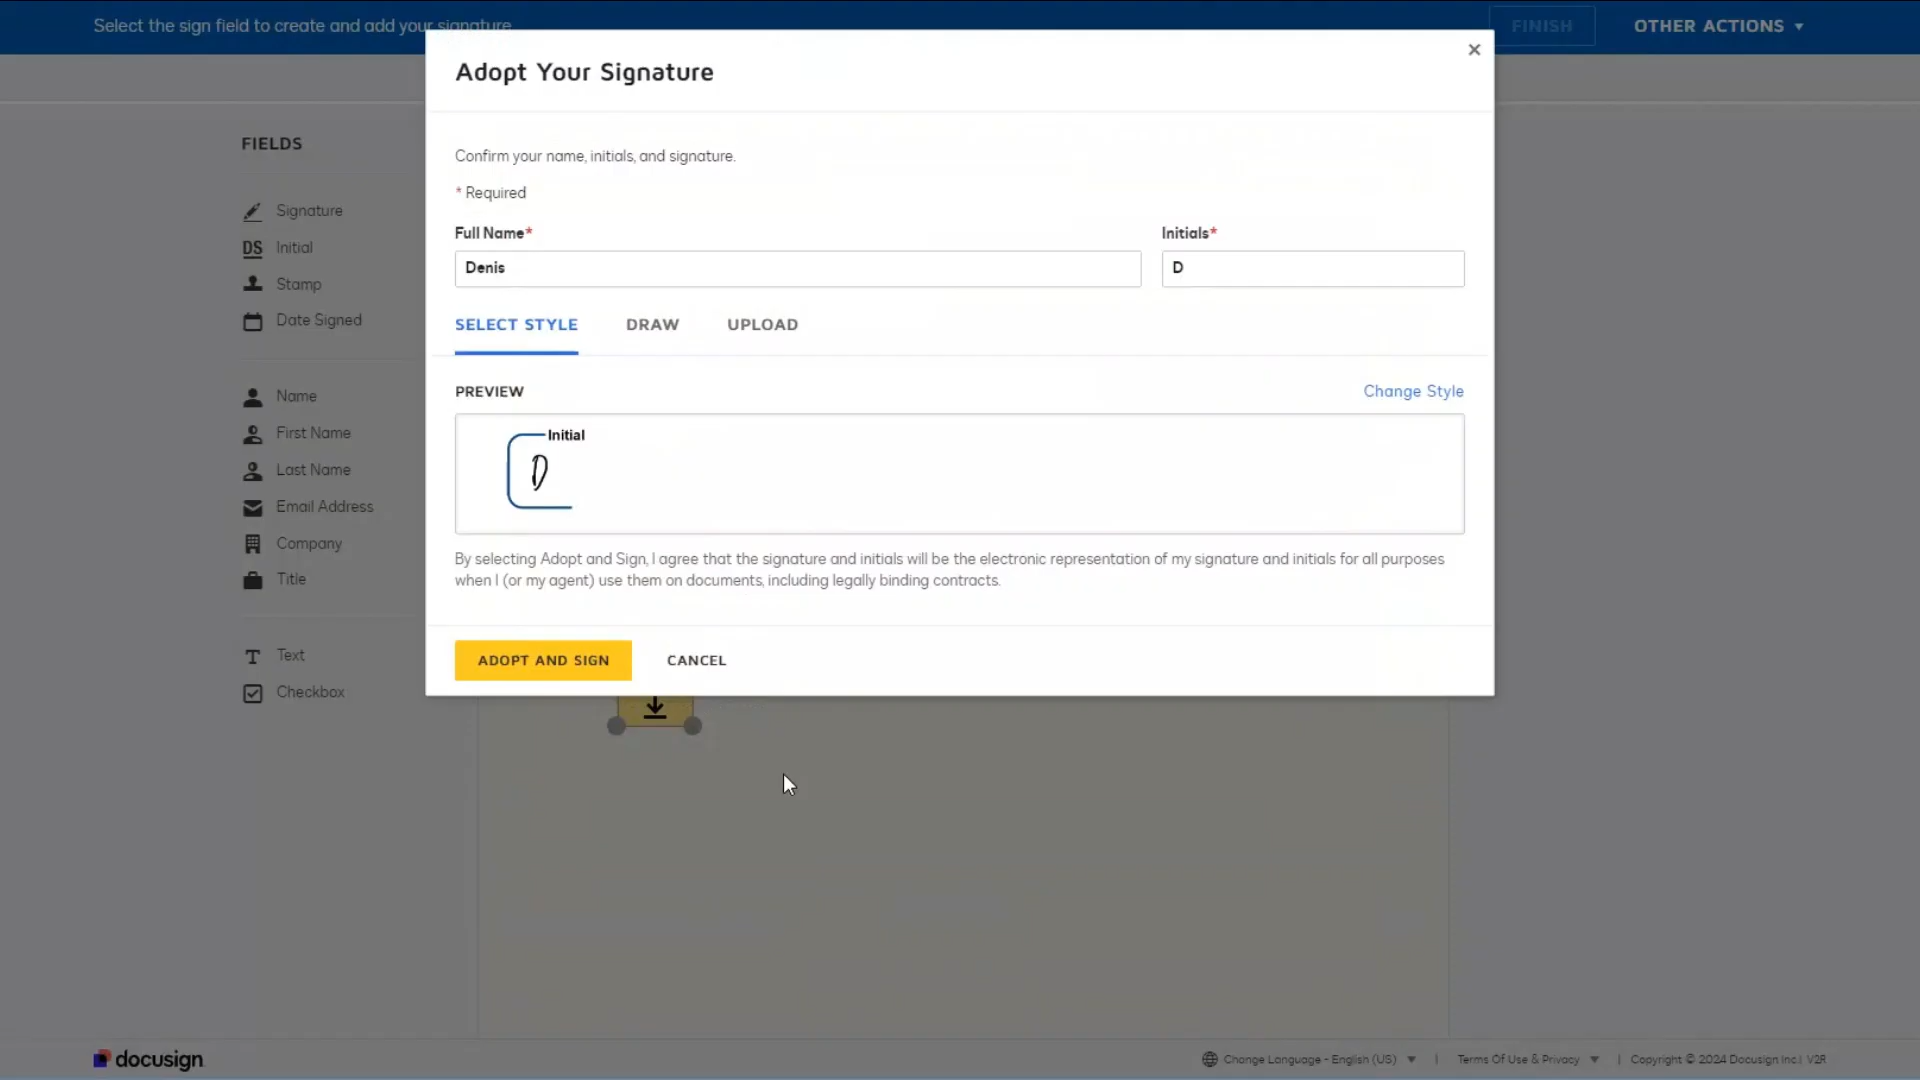 Select the sign field to create and add your signature
FINISH
OTHER ACTIONS
Adopt Your Signature
FIELDS
Signature
DS Initial
Stamp
Date Signed
Name
First Name
Last Name
Email Address
Company
Title
Text
Checkbox
Confirm your name, initials, and signature.
* Required
Full Name*
Initials*
Denis
D
SELECT STYLE
DRAW
UPLOAD
PREVIEW
Change Style
Initial
D
By selecting Adopt and Sign, I agree that the signature and initials will be the electronic representation of my signature and initials for all purposes
when I (or my agent) use them on documents, including legally binding contracts.
ADOPT AND SIGN
CANCEL
docusign
Change Language - English (US)
Terms Of Use & Privacy
Copyright © 2024 Docusign Inc. | V2R